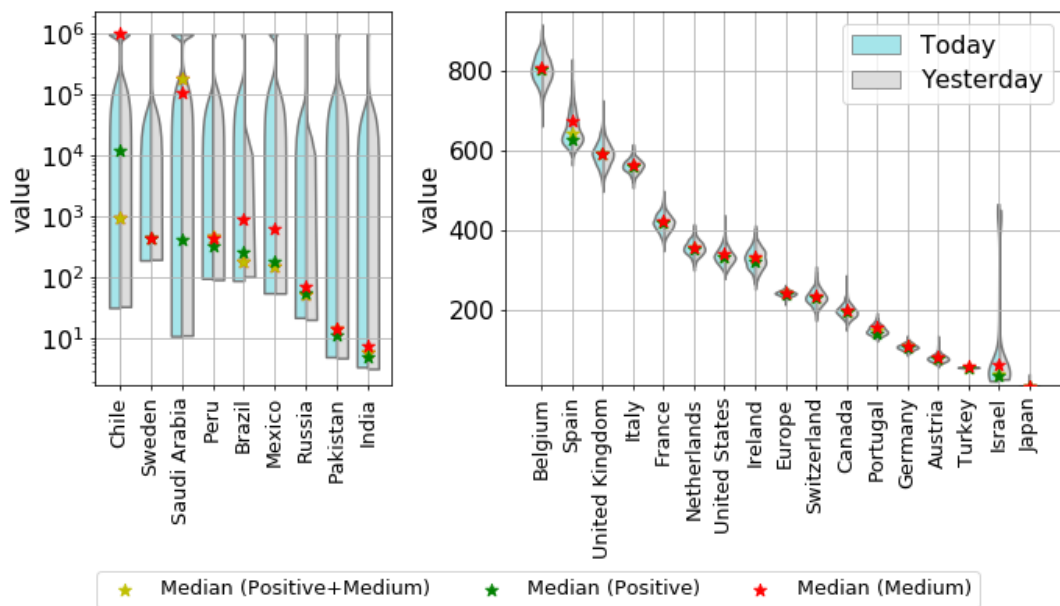 10^6
10^5
10^4
10^3
10^2
10^1
value
Chile
Sweden
Saudi Arabia
Peru
Brazil
Mexico
Russia
Pakistan
India
800
600
400
200
value
Today
Yesterday
Belgium
Spain
United Kingdom
Italy
France
Netherlands
United States
Ireland
Europe
Switzerland
Canada
Portugal
Germany
Austria
Turkey
Israel
Japan
Median (Positive+Medium)
Median (Positive)
Median (Medium)